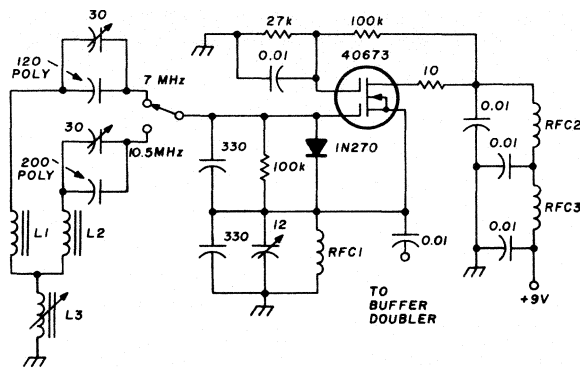 30
120
POLY
7 MHz
30
10.5MHz
200
POLY
L1
L2
L3
27k
100k
0.01
40673
10
0.01
RFC2
0.01
RFC3
0.01
+9V
330
100k
1N270
330
12
RFC1
0.01
TO
BUFFER
DOUBLER